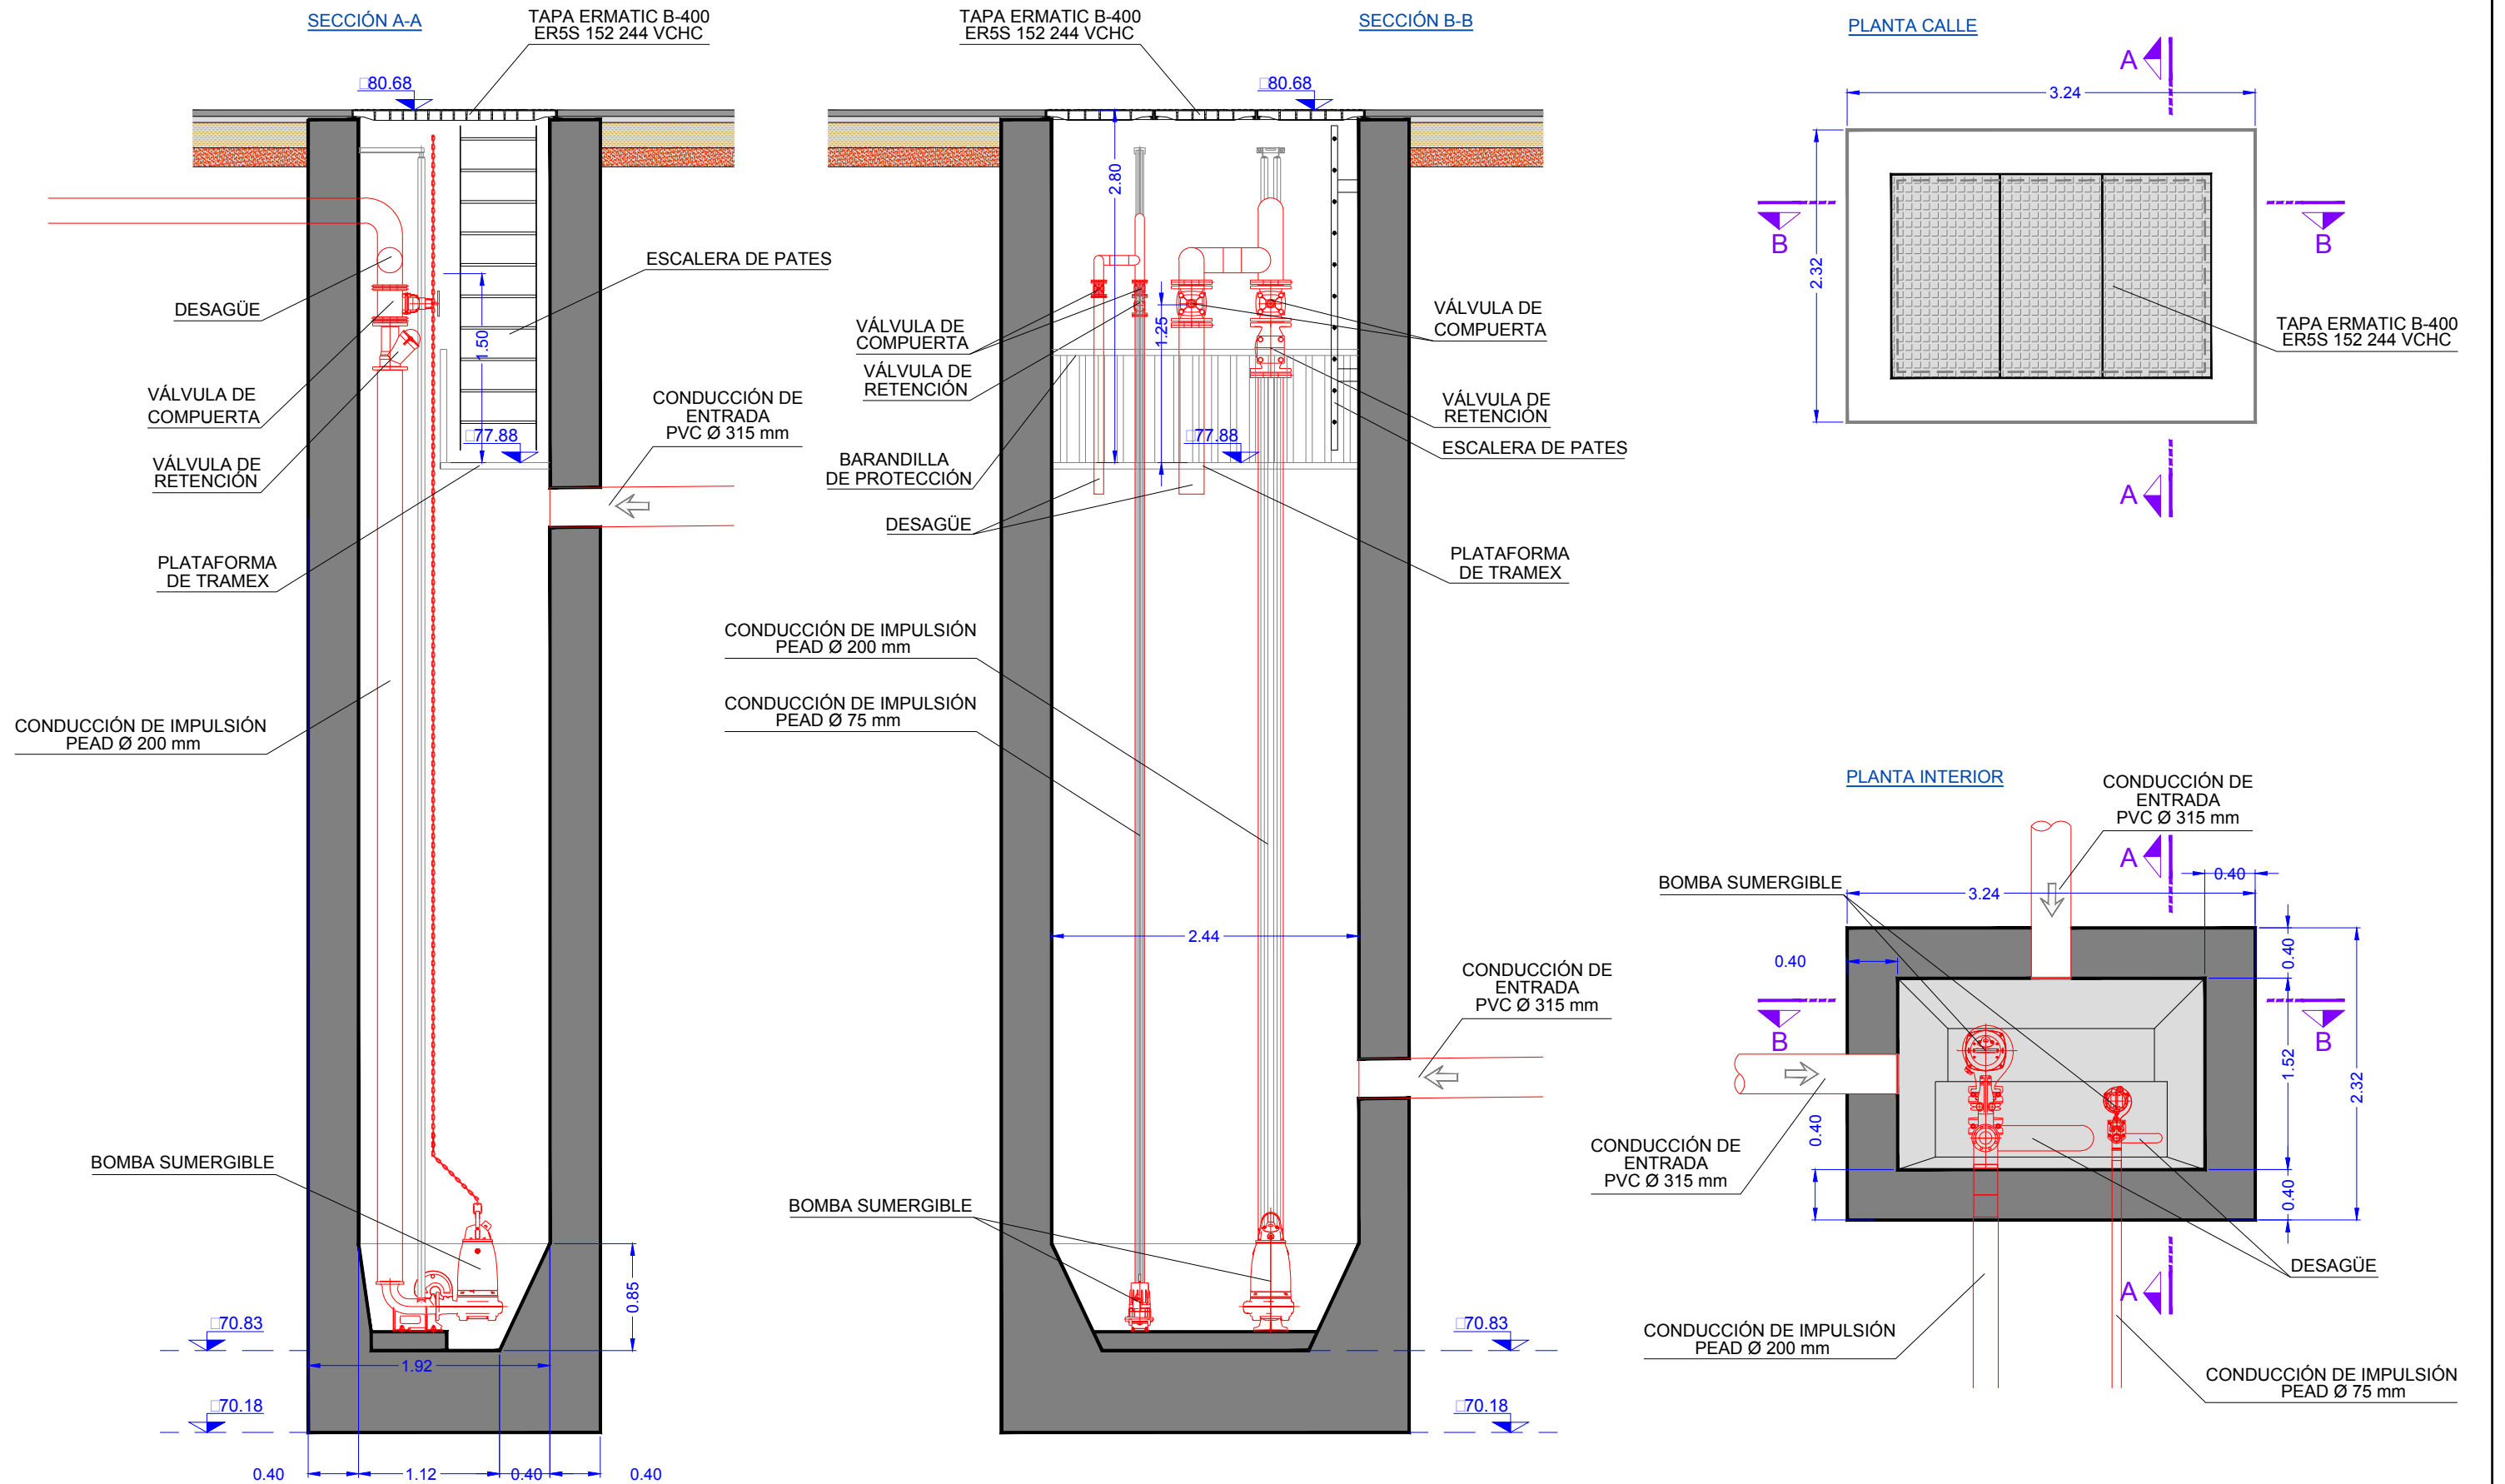 SECCIÓN A-A
TAPA ERMATIC B-400
ER5S 152 244 VCHC
80.68
ESCALERA DE PATES
DESAGÜE
1.50
VÁLVULA DE
COMPUERTA
CONDUCCIÓN DE
ENTRADA
PVC Ø 315 mm
77.88
VÁLVULA DE
RETENCIÓN
PLATAFORMA
DE TRAMEX
CONDUCCIÓN DE IMPULSIÓN
PEAD Ø 200 mm
BOMBA SUMERGIBLE
0.85
70.83
1.92
70.18
0.40
1.12
0.40
0.40
TAPA ERMATIC B-400
ER5S 152 244 VCHC
SECCIÓN B-B
80.68
2.80
VÁLVULA DE
COMPUERTA
1.25
VÁLVULA DE
COMPUERTA
VÁLVULA DE
RETENCIÓN
VÁLVULA DE
RETENCIÓN
77.88
ESCALERA DE PATES
BARANDILLA
DE PROTECCIÓN
DESAGÜE
PLATAFORMA
DE TRAMEX
CONDUCCIÓN DE IMPULSIÓN
PEAD Ø 200 mm
CONDUCCIÓN DE IMPULSIÓN
PEAD Ø 75 mm
2.44
CONDUCCIÓN DE
ENTRADA
PVC Ø 315 mm
BOMBA SUMERGIBLE
70.83
70.18
PLANTA CALLE
A
3.24
2.32
B
B
TAPA ERMATIC B-400
ER5S 152 244 VCHC
A
PLANTA INTERIOR
CONDUCCIÓN DE
ENTRADA
PVC Ø 315 mm
A
BOMBA SUMERGIBLE
3.24
0.40
0.40
0.40
B
B
1.52
2.32
0.40
CONDUCCIÓN DE
ENTRADA
PVC Ø 315 mm
0.40
DESAGÜE
A
CONDUCCIÓN DE IMPULSIÓN
PEAD Ø 200 mm
CONDUCCIÓN DE IMPULSIÓN
PEAD Ø 75 mm